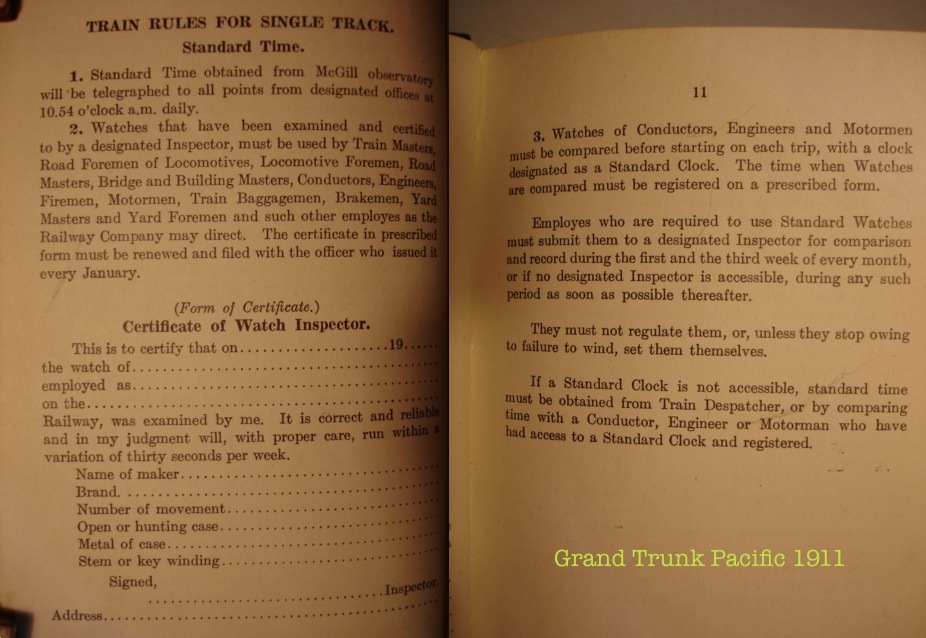 TRAIN RULES FOR SINGLE TRACK.
Standard Time.
1. Standard Time obtained from McGill observatory
will be telegraphed to all points from designated offices at
10.54 o'clock a.m. daily.
2. Watches that have been examined and certified
to by a designated Inspector, must be used by Train Masters,
Road Foremen of Locomotives, Locomotive Foremen, Road
Masters, Bridge and Building Masters, Conductors, Engineers,
Firemen, Motormen, Train Baggagemen, Brakemen, Yard
Masters and Yard Foremen and such other employes as the
Railway Company may direct. The certificate in prescribed
form must be renewed and filed with the officer who issued it
every January.
(Form of Certificate.)
Certificate of Watch Inspector.
This is to certify that on....................19......
the watch of..........................................
employed as..........................................
on the................................................
Railway, was examined by me. It is correct and reliable
and in my judgment will, with proper care, run within a
variation of thirty seconds per week.
Name of maker...................................
Brand. ..........................................
Number of movement..............................
Open or hunting case..............................
Metal of case.....................................
Stem or key winding..............................
Signed,
................................Inspector.
Address...............................................
11
3. Watches of Conductors, Engineers and Motormen
must be compared before starting on each trip, with a clock
designated as a Standard Clock. The time when Watches
are compared must be registered on a prescribed form.
Employes who are required to use Standard Watches
must submit them to a designated Inspector for comparison
and record during the first and the third week of every month,
or if no designated Inspector is accessible, during any such
period as soon as possible thereafter.
They must not regulate them, or, unless they stop owing
to failure to wind, set them themselves.
If a Standard Clock is not accessible, standard time
must be obtained from Train Despatcher, or by comparing
time with a Conductor, Engineer or Motorman who have
had access to a Standard Clock and registered.
Grand Trunk Pacific 1911